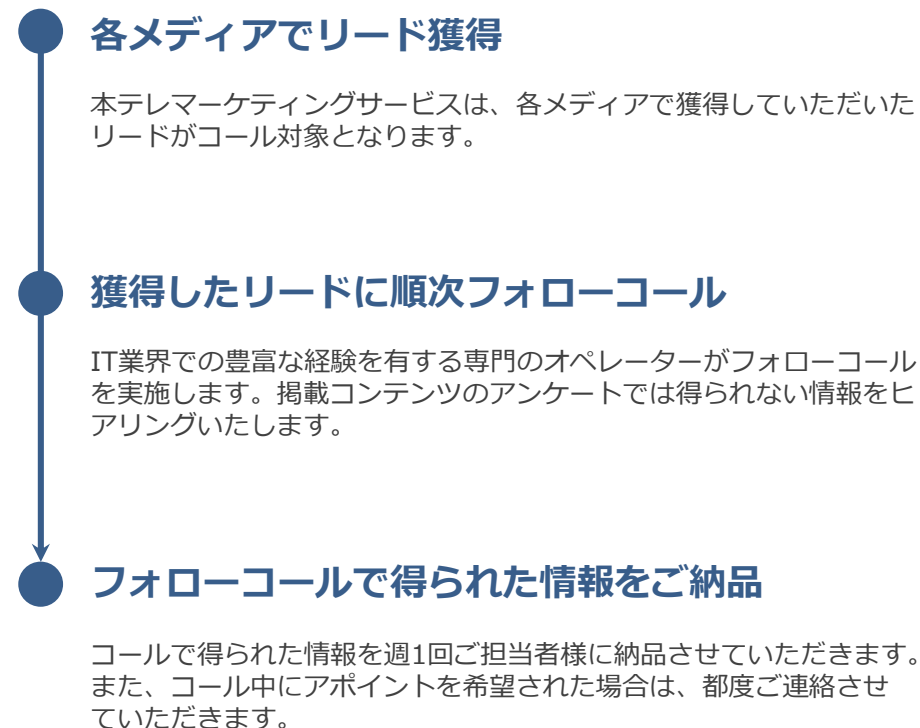 各メディアでリード獲得
本テレマーケティングサービスは、各メディアで獲得していただいた
リードがコール対象となります。
獲得したリードに順次フォローコール
IT業界での豊富な経験を有する専門のオペレーターがフォローコール
を実施します。掲載コンテンツのアンケートでは得られない情報をヒ
アリングいたします。
フォローコールで得られた情報をご納品
コールで得られた情報を週1回ご担当者様に納品させていただきます。
また、コール中にアポイントを希望された場合は、都度ご連絡させ
ていただきます。